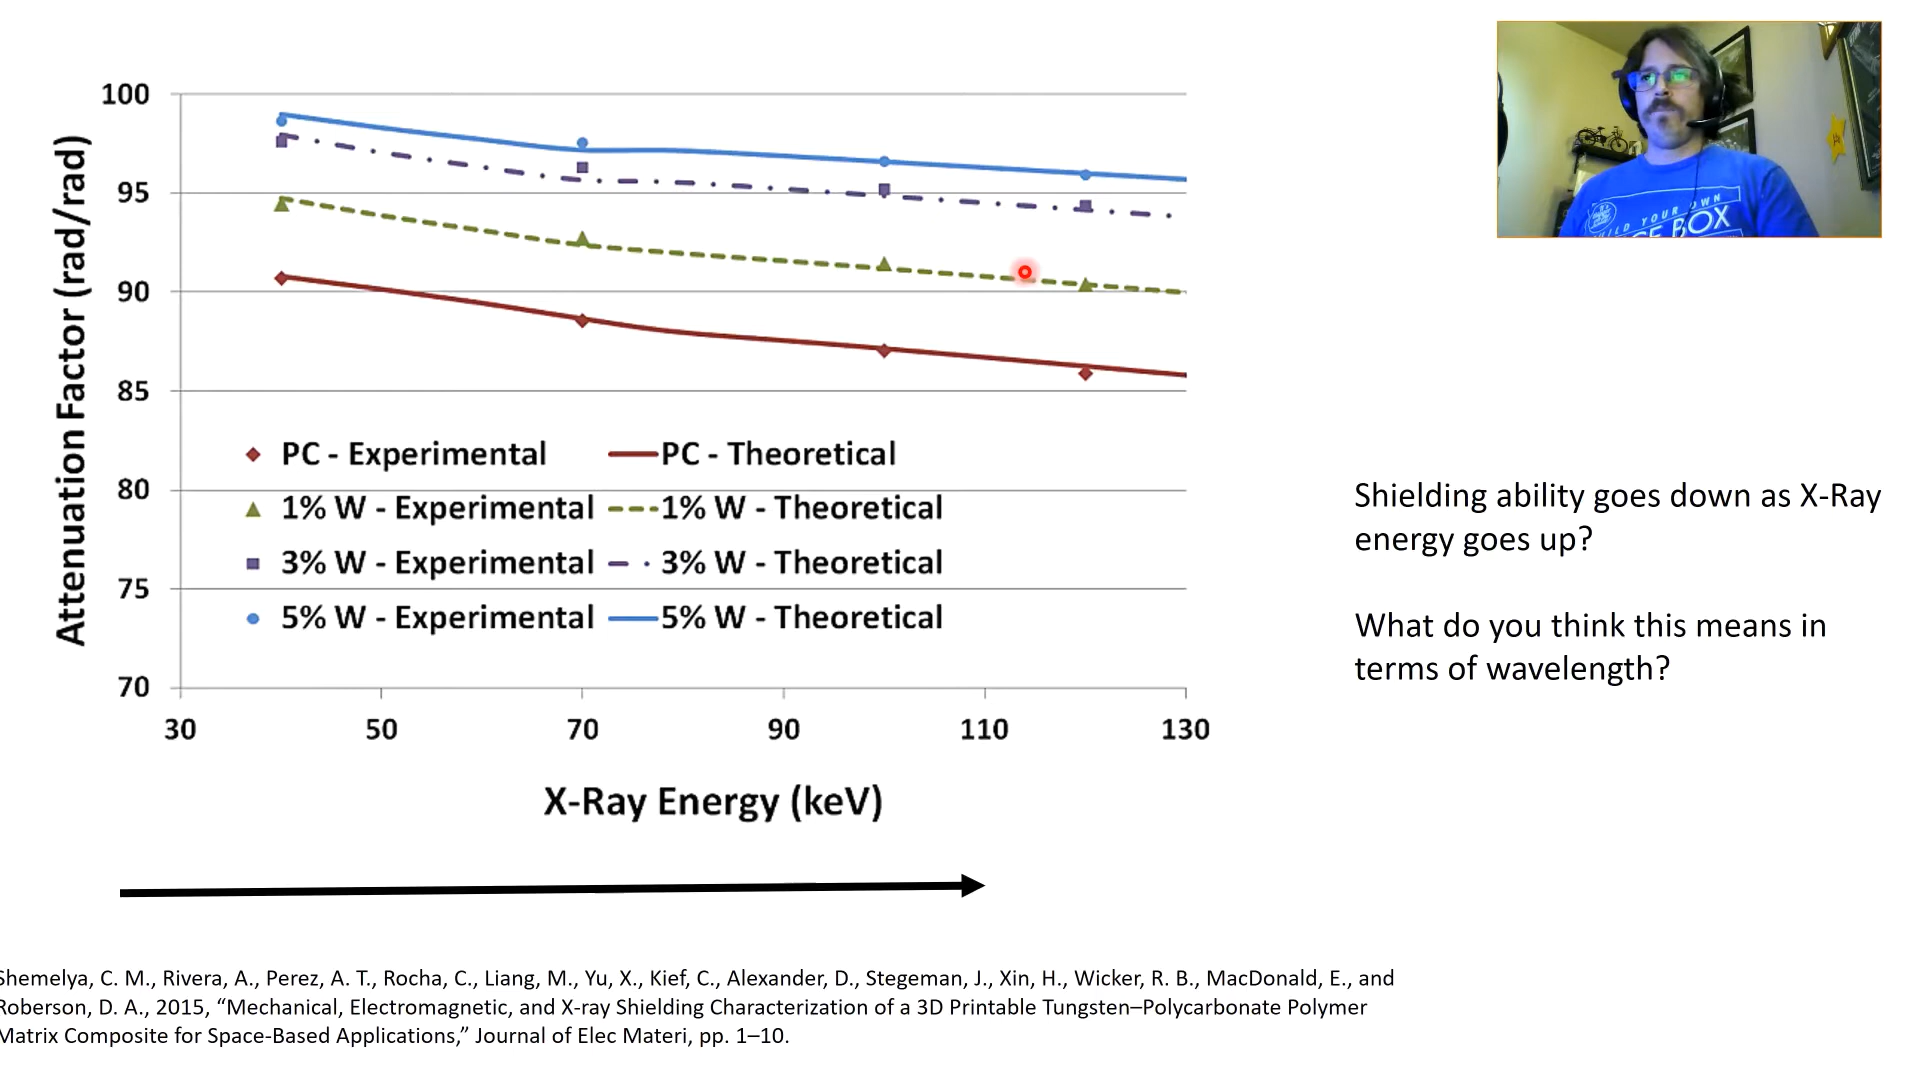 100
95
90
85
80
75
70
Attenuation Factor (rad/rad)
PC - Experimental
PC - Theoretical
1% W - Experimental
1% W - Theoretical
3% W - Experimental
3% W - Theoretical
5% W - Experimental
5% W - Theoretical
30 50 70 90 110 130
X-Ray Energy (keV)
YOUR OWN
BOX
Shielding ability goes down as X-Ray
energy goes up?
What do you think this means in
terms of wavelength?
Shemelya, C. M., Rivera, A., Perez, A. T., Rocha, C., Liang, M., Yu, X., Kief, C., Alexander, D., Stegeman, J., Xin, H., Wicker, R. B., MacDonald, E., and
Roberson, D. A., 2015, “Mechanical, Electromagnetic, and X-ray Shielding Characterization of a 3D Printable Tungsten–Polycarbonate Polymer
Matrix Composite for Space-Based Applications,” Journal of Elec Materi, pp. 1–10.